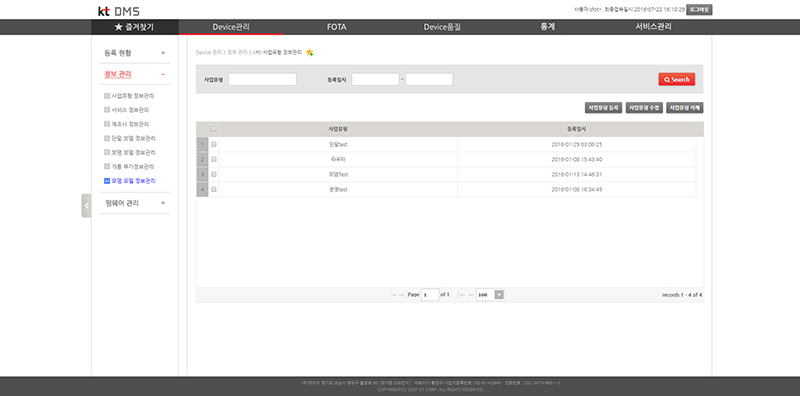 kt DMS
사용자:sfot-, 최종접속일시:2016-07-22 16:10:29 로그아웃
★ 즐겨찾기 Device관리 FOTA Device품질 통계 서비스관리
등록 현황 +
정보 관리 −
사업유형 정보관리
서비스 정보관리
제조사 정보관리
단말 모델 정보관리
모뎀 모델 정보관리
개통 부가정보관리
모뎀 모델 정보관리
펌웨어 관리 +
Device 관리 > 정보 관리 > (서) 사업유형 정보관리
사업유형 등록일시 - Search
사업유형 등록 사업유형 수정 사업유형 삭제
사업유형 등록일시
1 단말test 2016-01-29 03:06:25
2 라우터 2016-01-08 15:43:40
3 모뎀Test 2016-01-13 14:46:31
4 운영test 2016-01-08 16:34:49
Page 1 of 1 100 records 1 - 4 of 4
COPYRIGHT(C) 2007 KT CORP. ALL RIGHTS RESERVED.